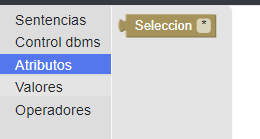 Sentencias
Control dbms
Atributos
Valores
Operadores
Seleccion *